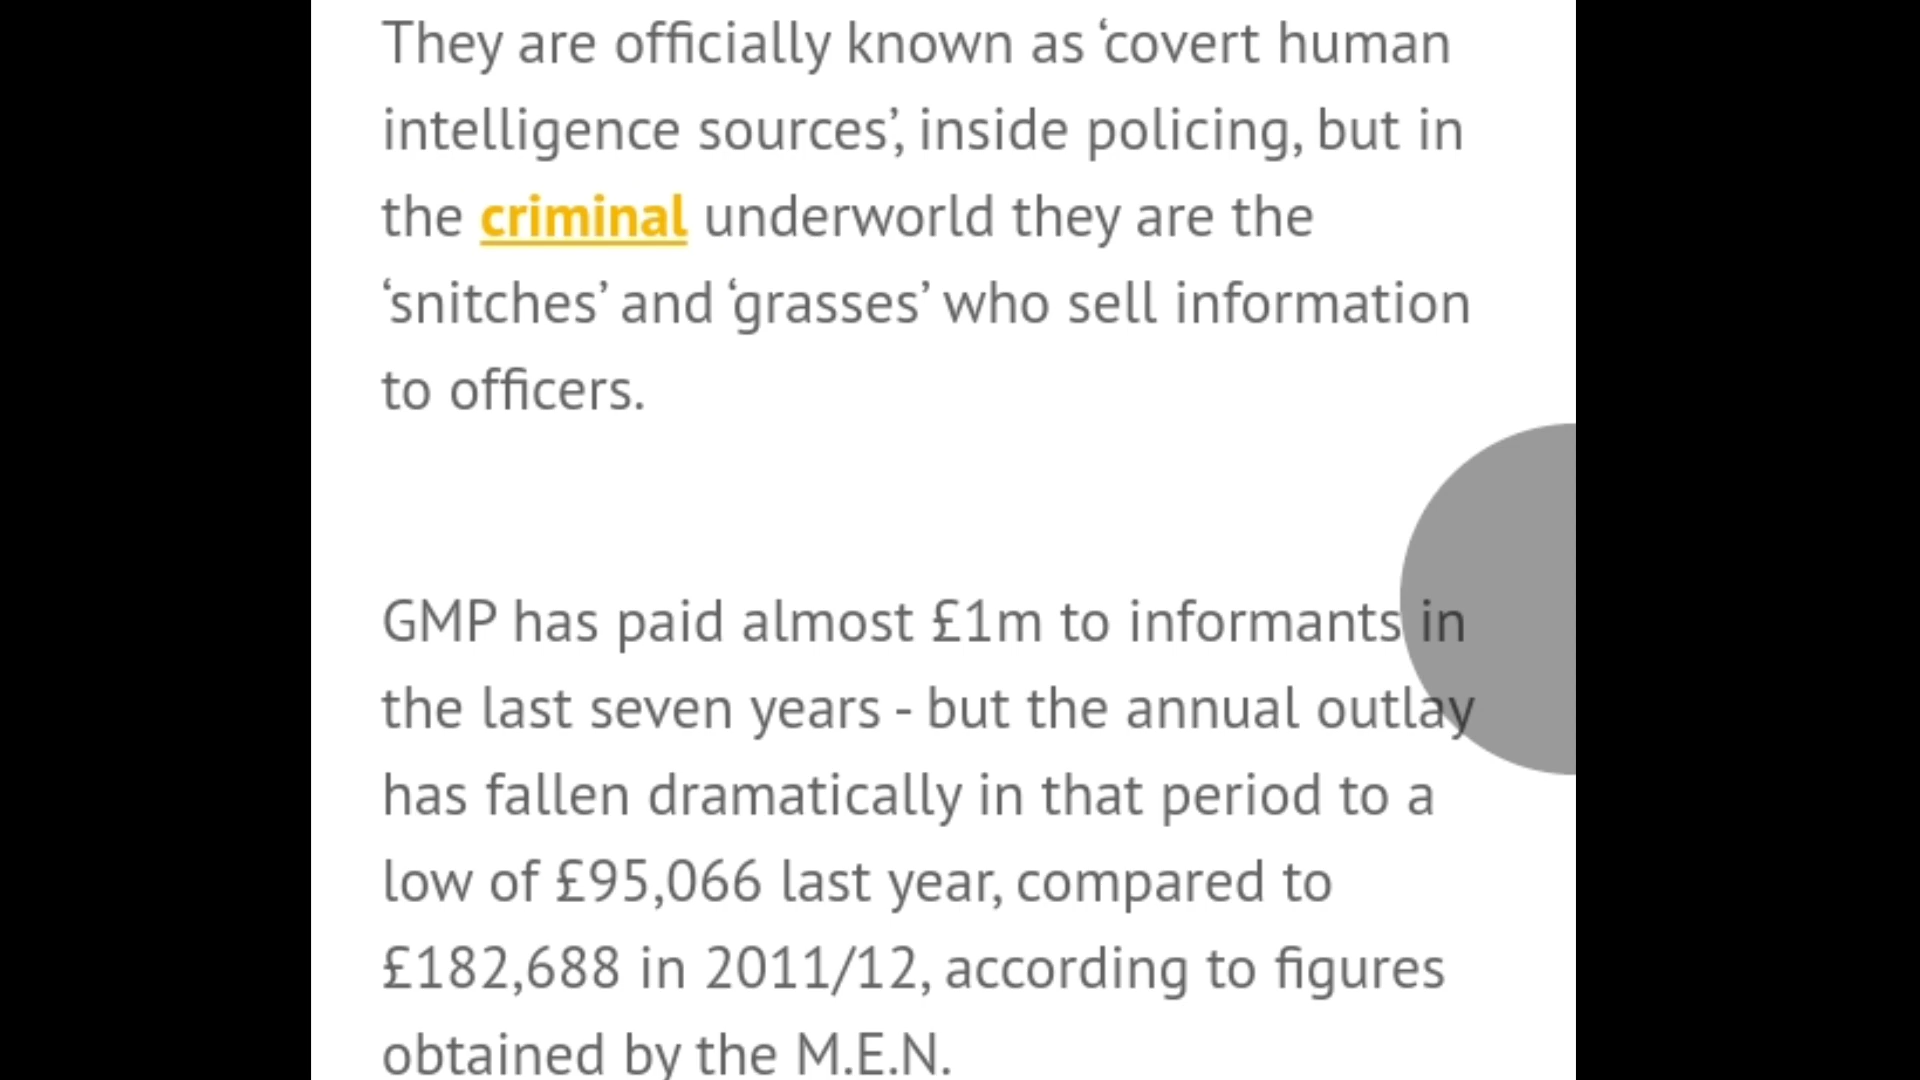 They are officially known as ‘covert human
intelligence sources’, inside policing, but in
the criminal underworld they are the
‘snitches’ and ‘grasses’ who sell information
to officers.
GMP has paid almost £1m to informants in
the last seven years - but the annual outlay
has fallen dramatically in that period to a
low of £95,066 last year, compared to
£182,688 in 2011/12, according to figures
obtained by the M.E.N.